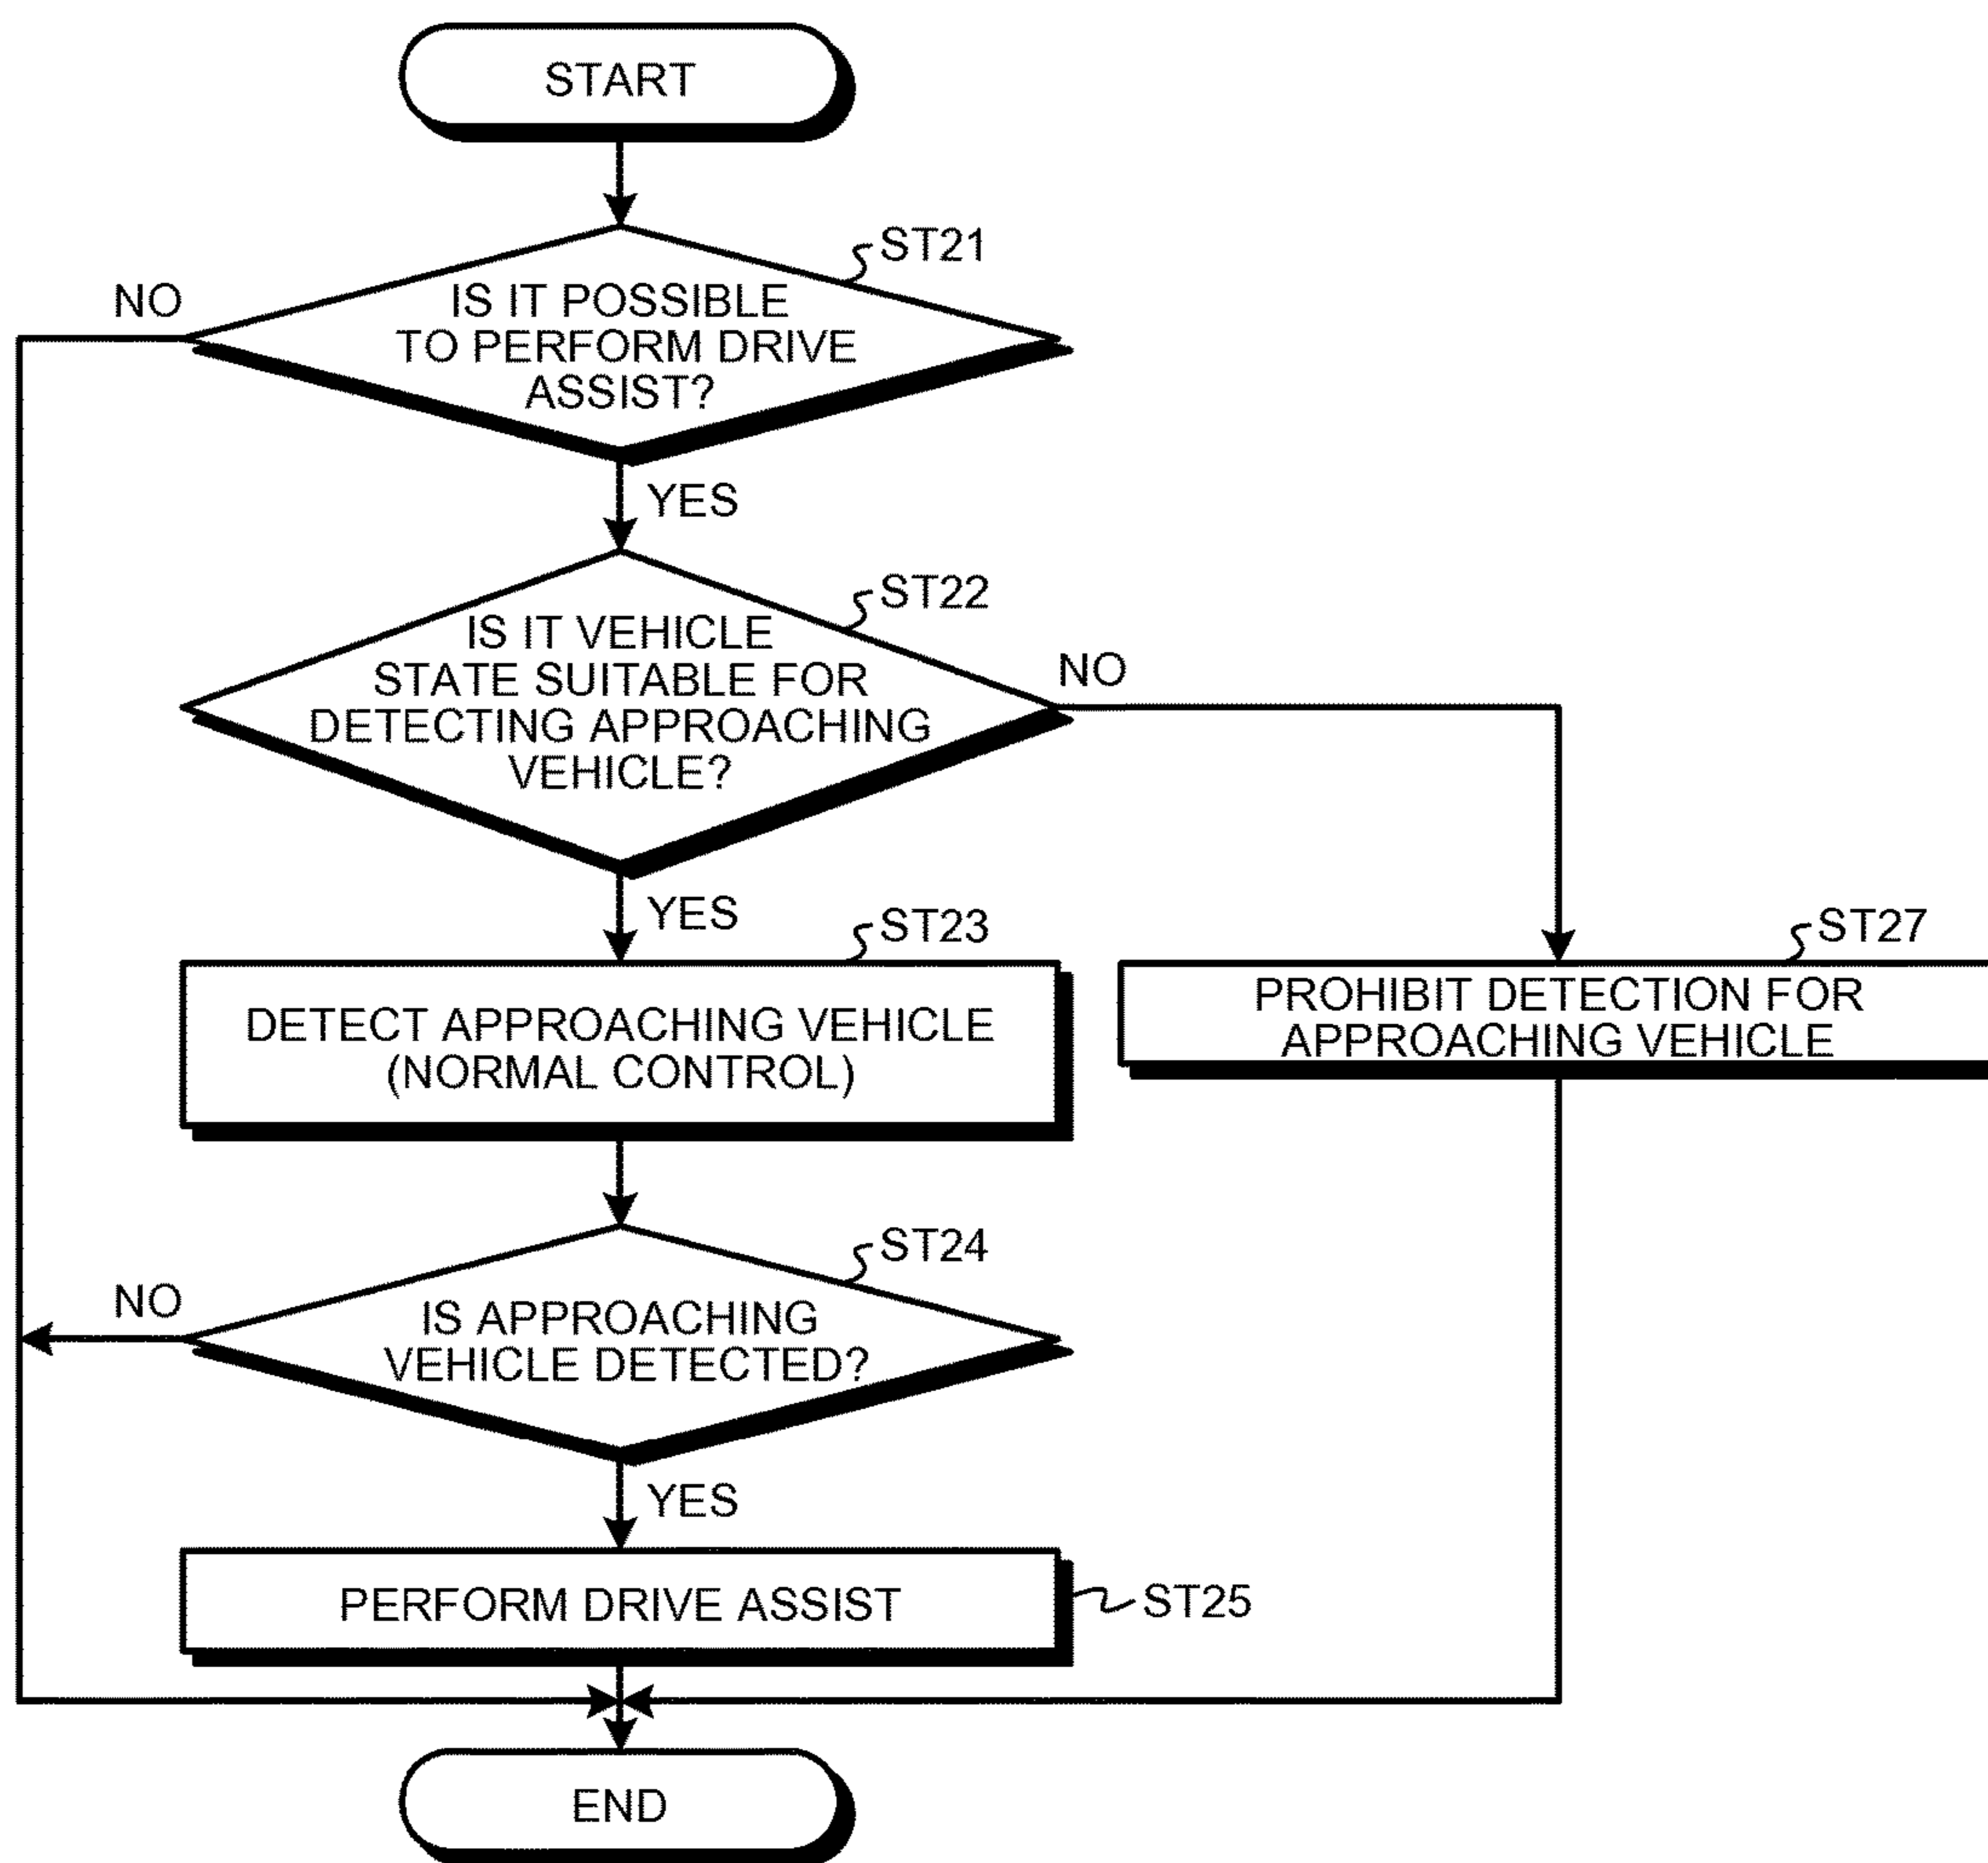 START
ST21
NO
IS IT POSSIBLE
TO PERFORM DRIVE
ASSIST?
YES
ST22
IS IT VEHICLE
STATE SUITABLE FOR
DETECTING APPROACHING
VEHICLE?
NO
YES
ST23
DETECT APPROACHING VEHICLE
(NORMAL CONTROL)
ST27
PROHIBIT DETECTION FOR
APPROACHING VEHICLE
ST24
NO
IS APPROACHING
VEHICLE DETECTED?
YES
PERFORM DRIVE ASSIST
ST25
END